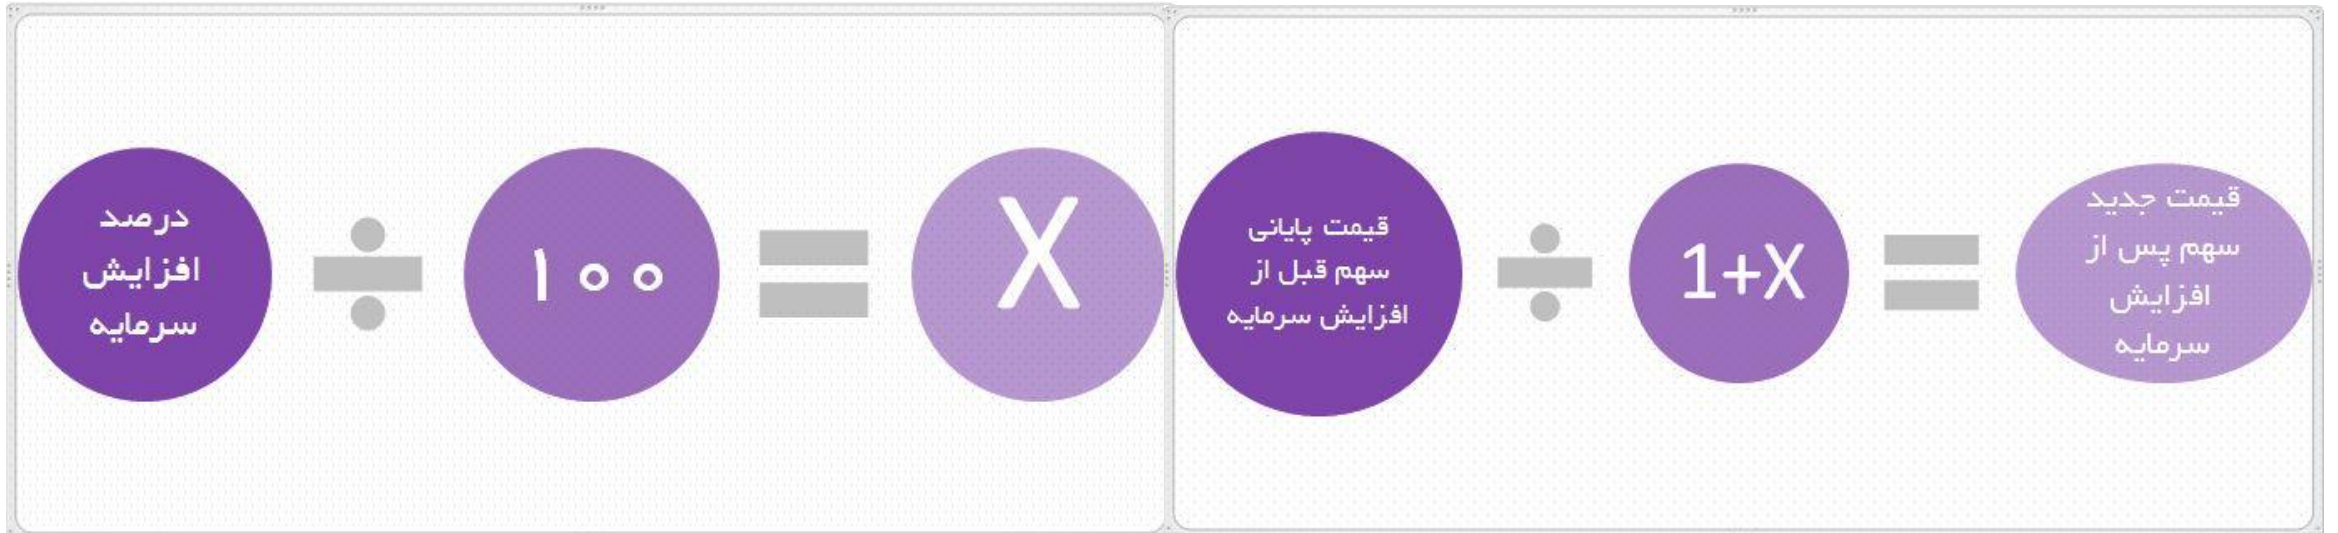 درصد
افزایش
سرمایه
÷
۱۰۰
=
X
قیمت پایانی
سهم قبل از
افزایش سرمایه
÷
1+X
=
قیمت جدید
سهم پس از
افزایش
سرمایه